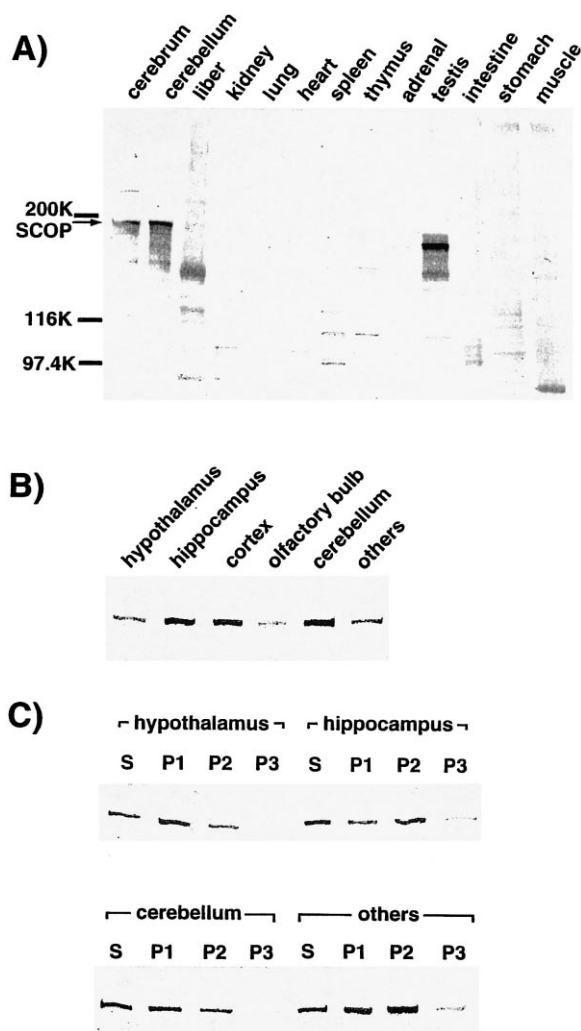 A)
cerebrum cerebellum liber kidney lung heart spleen thymus adrenal testis intestine stomach muscle
200K
SCOP
116K
97.4K
B)
hypothalamus hippocampus cortex olfactory bulb cerebellum others
C)
hypothalamus hippocampus
S P1 P2 P3 S P1 P2 P3
cerebellum others
S P1 P2 P3 S P1 P2 P3